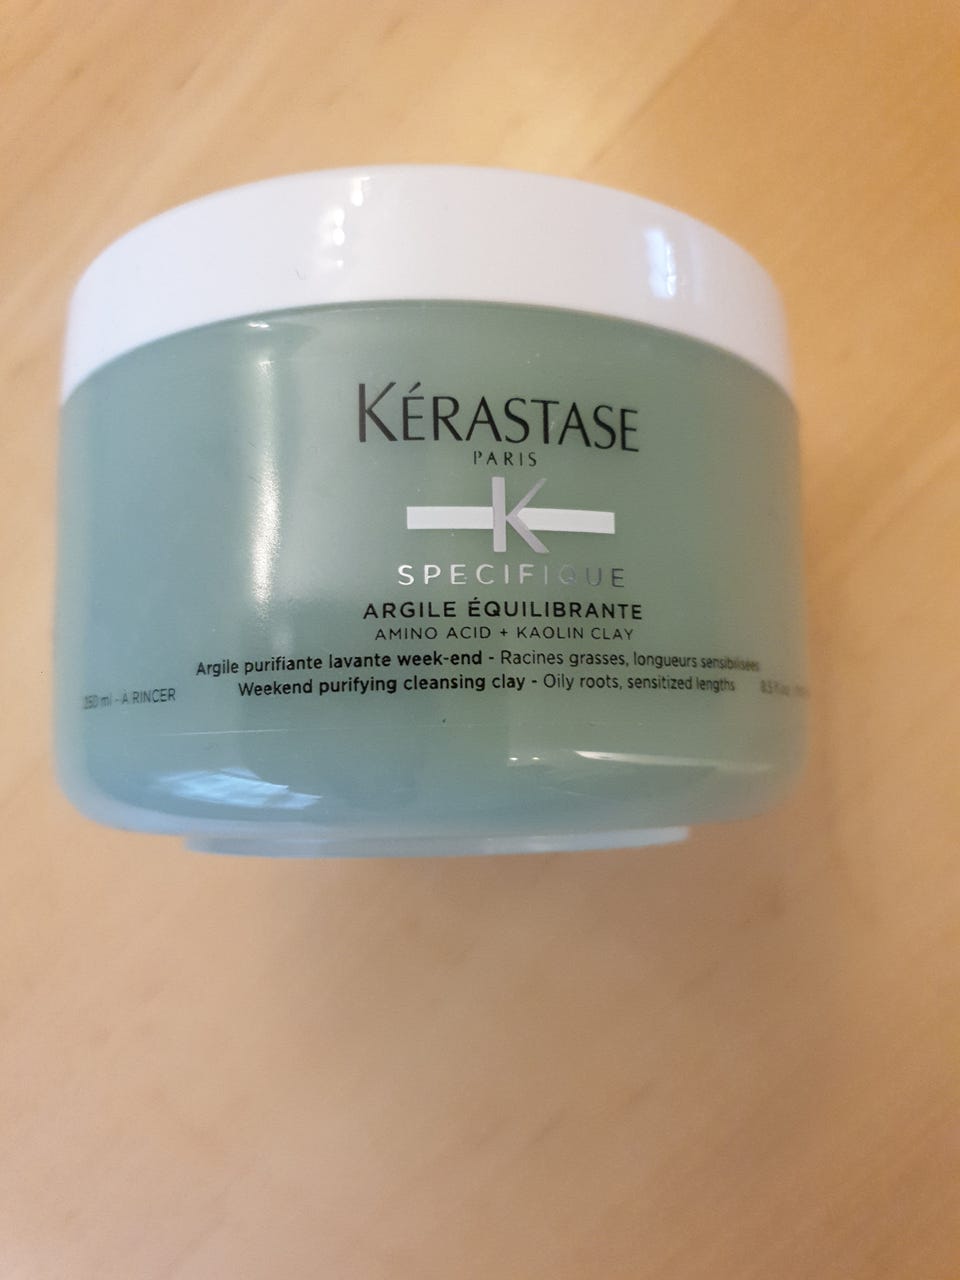 KÉRASTASE
PARIS
K
SPECIFIQUE
ARGILE ÉQUILIBRANTE
AMINO ACID + KAOLIN CLAY
Argile purifiante lavante week-end - Racines grasses, longueurs sensibilisées
Weekend purifying cleansing clay - Oily roots, sensitized lengths
250 ml - A RINCER